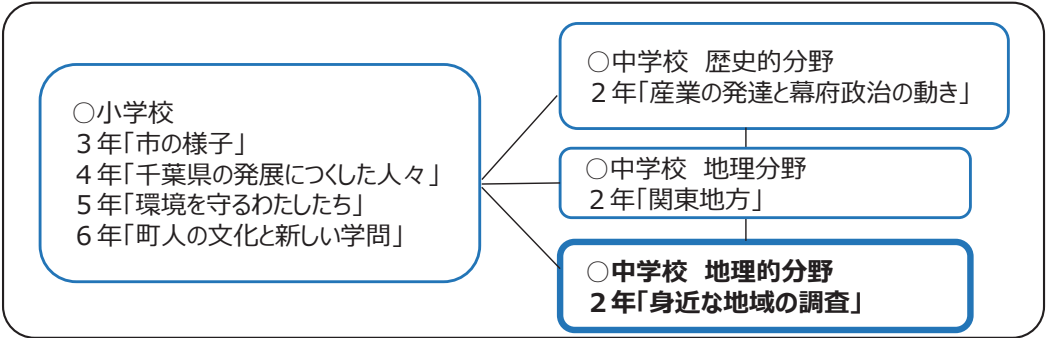 ○小学校
３年「市の様子」
４年「千葉県の発展につくした人々」
５年「環境を守るわたしたち」
６年「町人の文化と新しい学問」
○中学校 歴史的分野
２年「産業の発達と幕府政治の動き」
○中学校 地理分野
２年「関東地方」
○中学校 地理的分野
２年「身近な地域の調査」